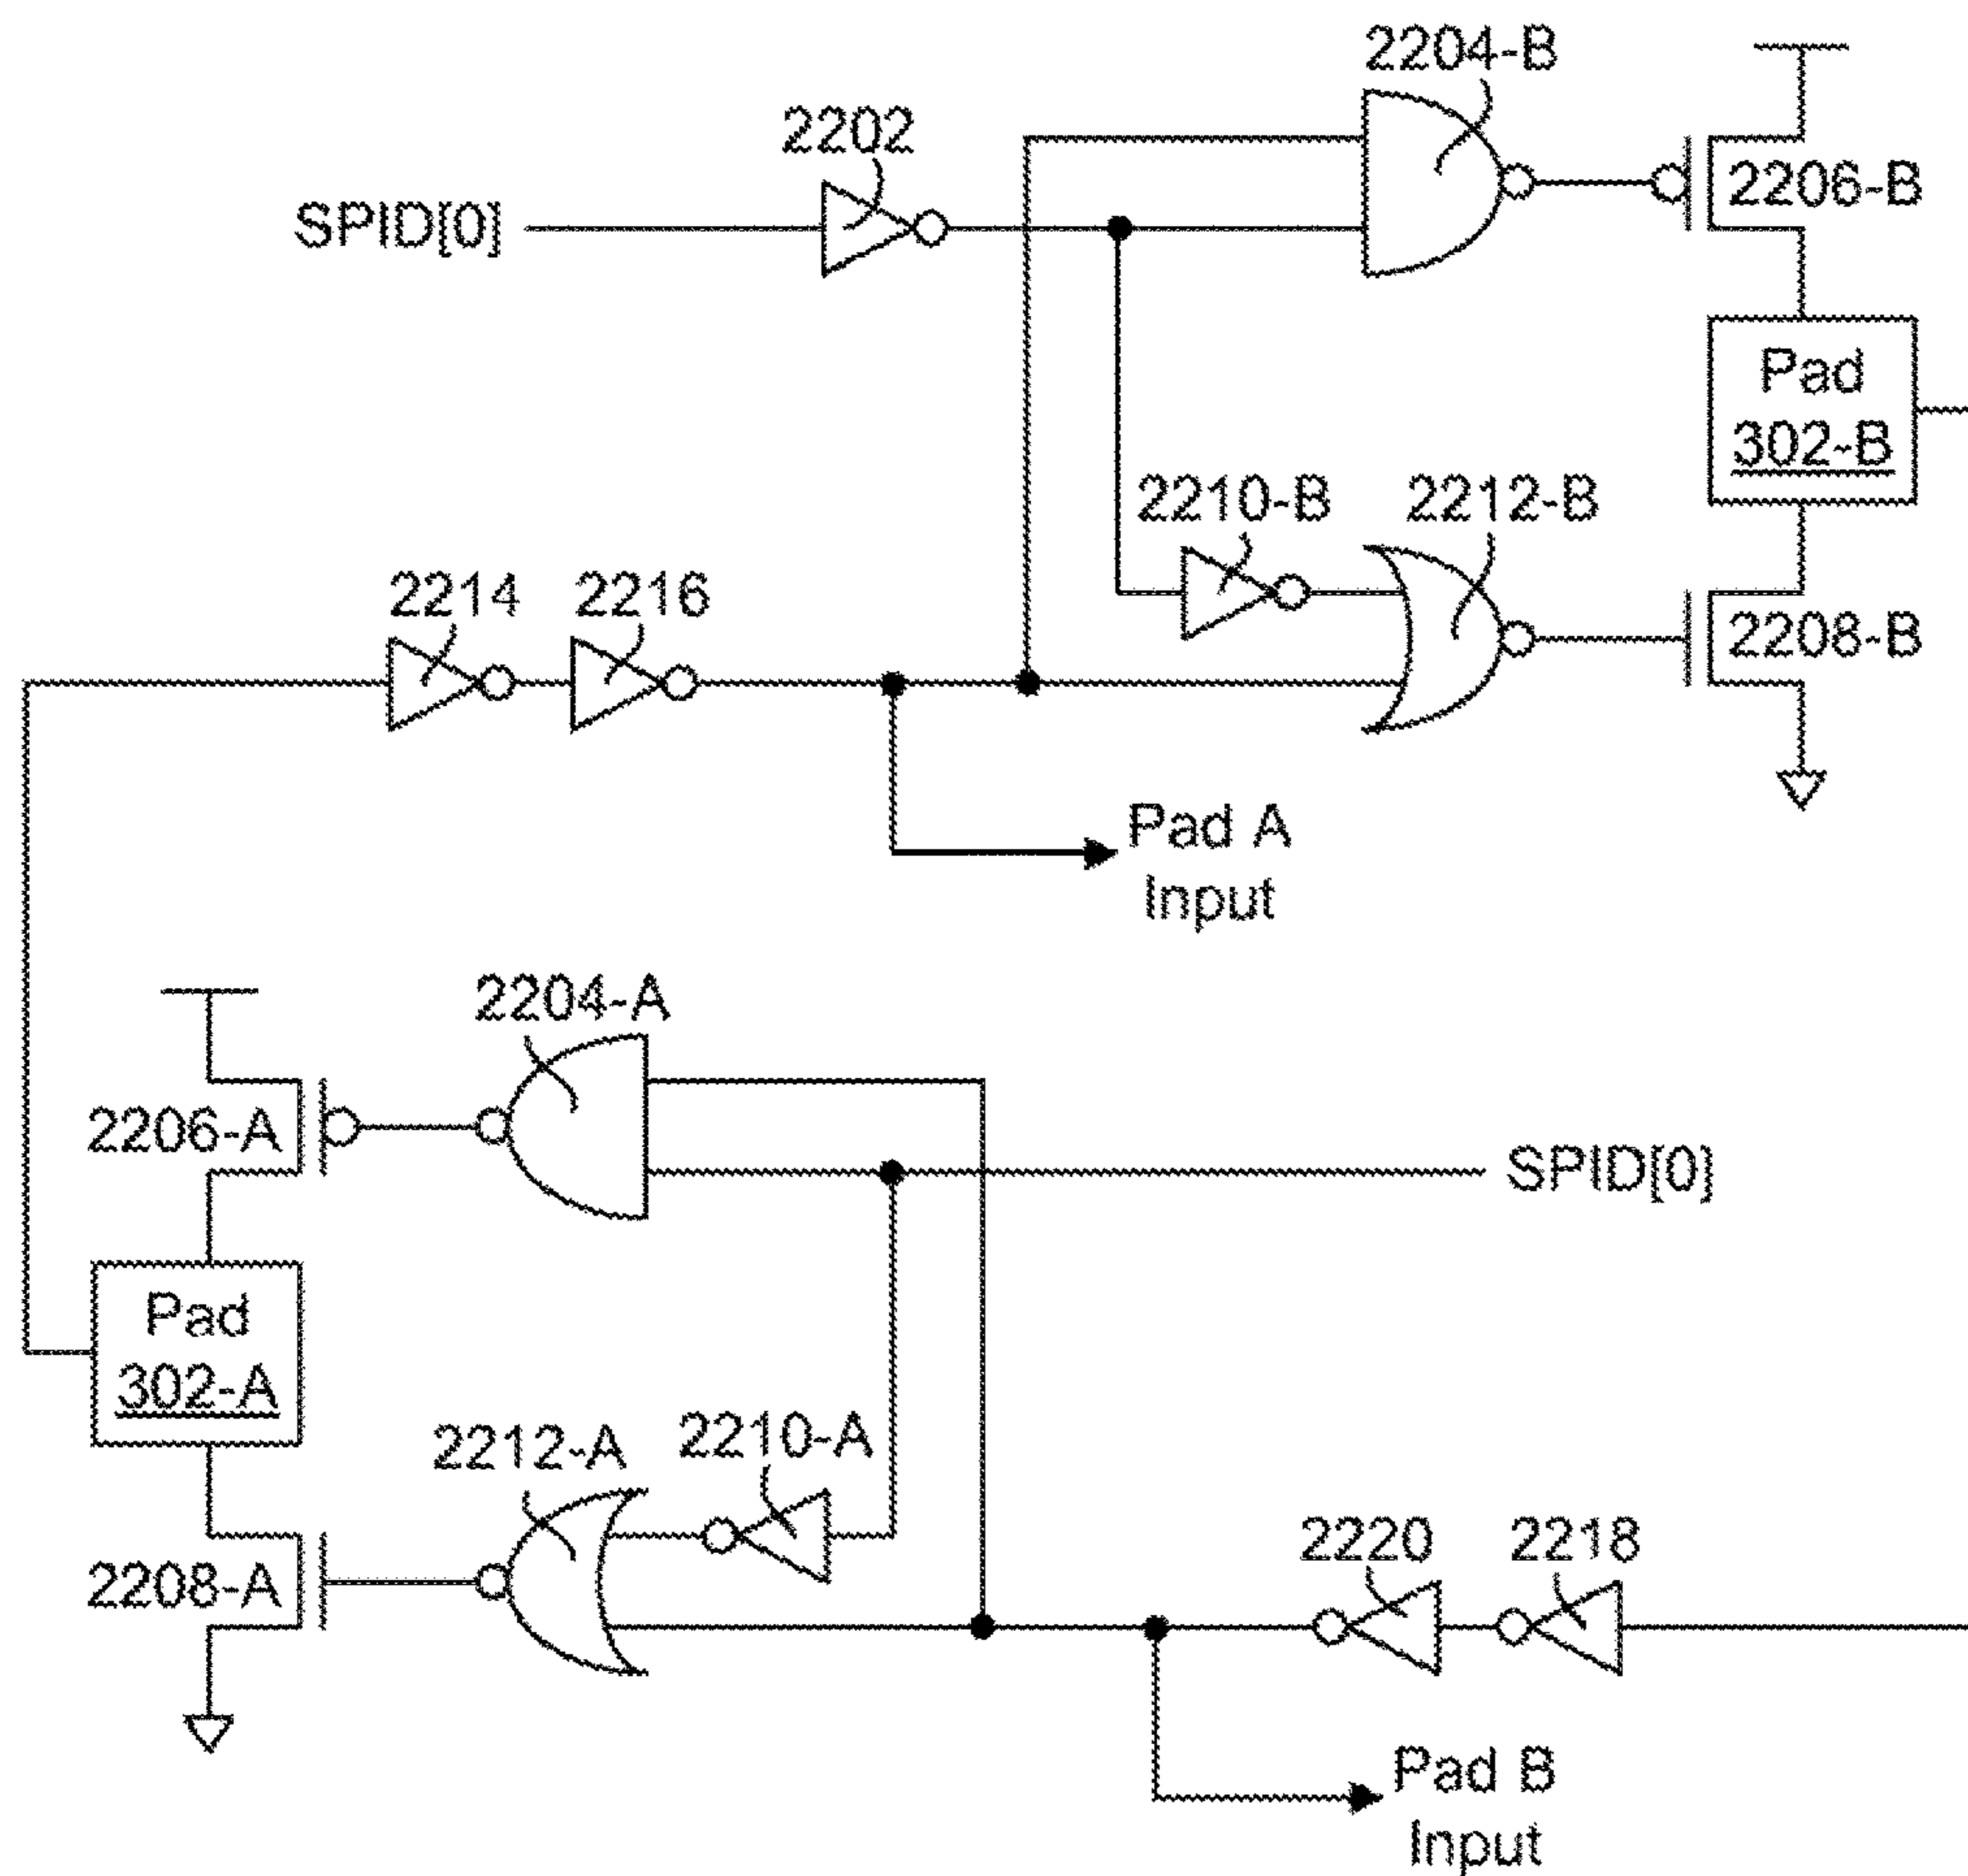 2204-B
2202
SPID[0]
2206-B
Pad
302-B
2210-B
2212-B
2214
2216
2208-B
Pad A
Input
2204-A
2206-A
SPID[0]
Pad
302-A
2212-A
2210-A
2220
2218
2208-A
Pad B
Input